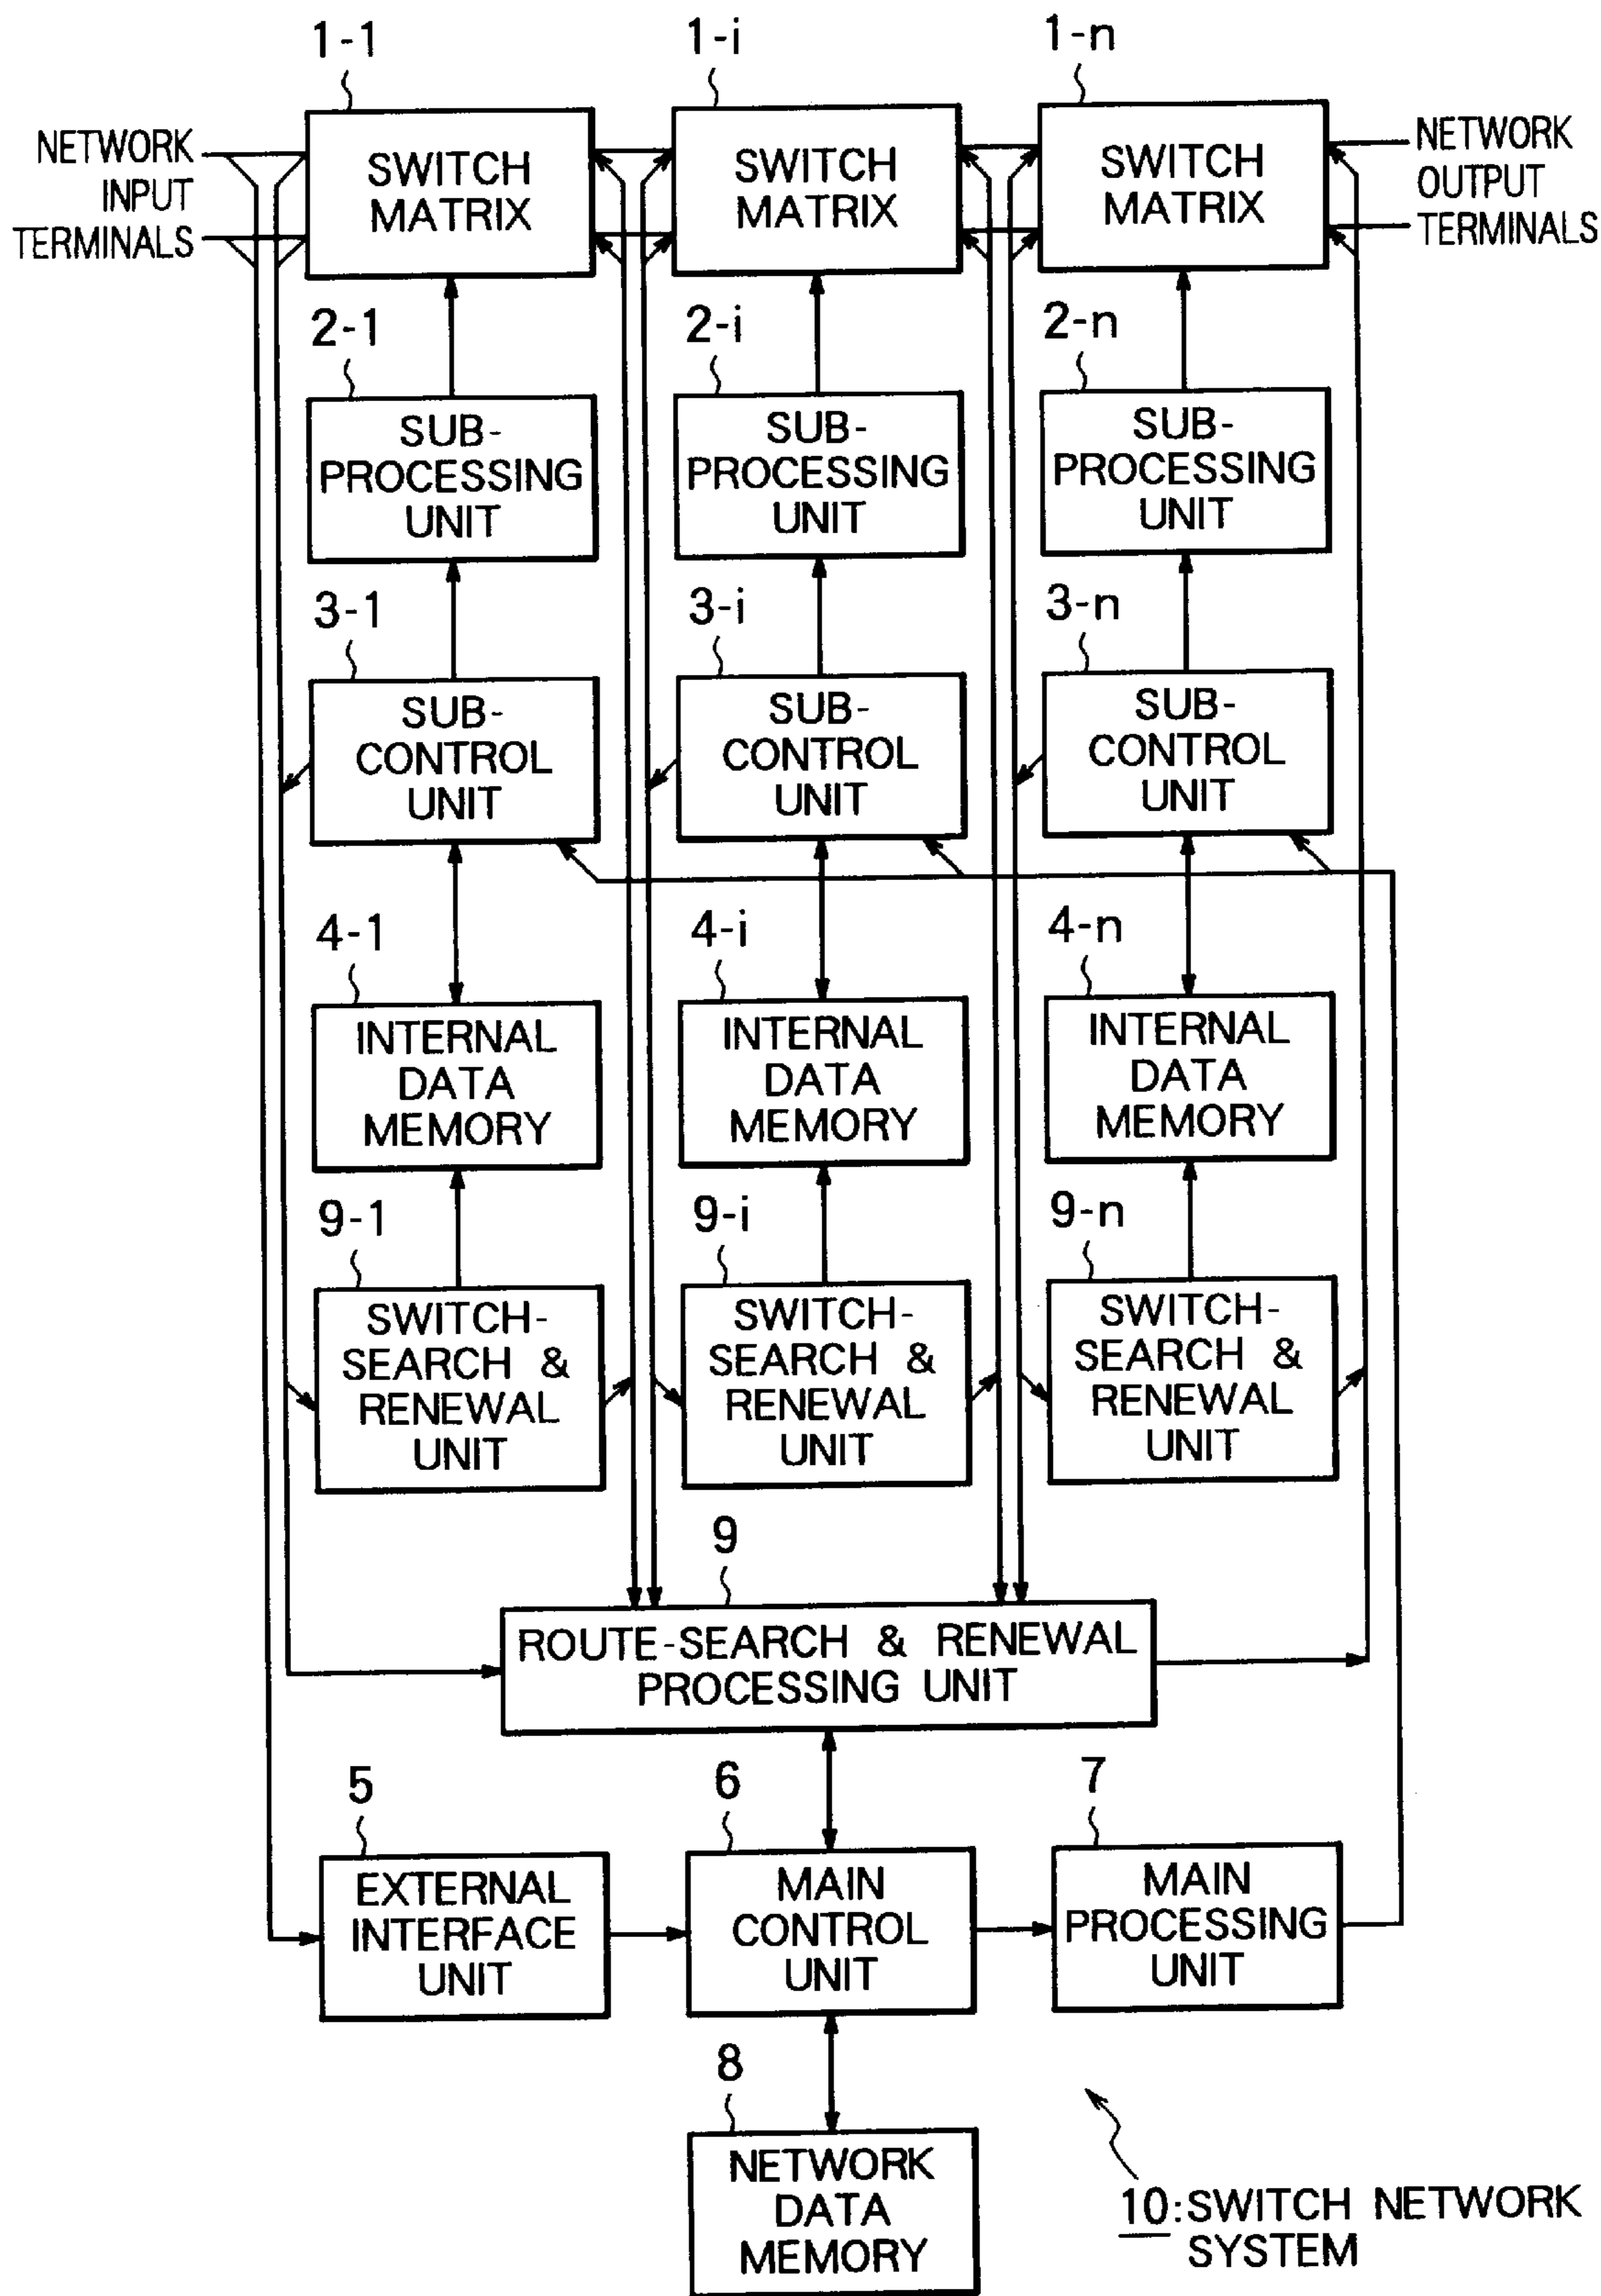 1-1
1-i
1-n
NETWORK
INPUT
TERMINALS
SWITCH
MATRIX
SWITCH
MATRIX
SWITCH
MATRIX
NETWORK
OUTPUT
TERMINALS
2-1
2-i
2-n
SUB-
PROCESSING
UNIT
SUB-
PROCESSING
UNIT
SUB-
PROCESSING
UNIT
3-1
3-i
3-n
SUB-
CONTROL
UNIT
SUB-
CONTROL
UNIT
SUB-
CONTROL
UNIT
4-1
4-i
4-n
INTERNAL
DATA
MEMORY
INTERNAL
DATA
MEMORY
INTERNAL
DATA
MEMORY
9-1
9-i
9-n
SWITCH-
SEARCH &
RENEWAL
UNIT
SWITCH-
SEARCH &
RENEWAL
UNIT
SWITCH-
SEARCH &
RENEWAL
UNIT
9
ROUTE-SEARCH & RENEWAL
PROCESSING UNIT
5
6
7
EXTERNAL
INTERFACE
UNIT
MAIN
CONTROL
UNIT
MAIN
PROCESSING
UNIT
8
NETWORK
DATA
MEMORY
10:SWITCH NETWORK
SYSTEM